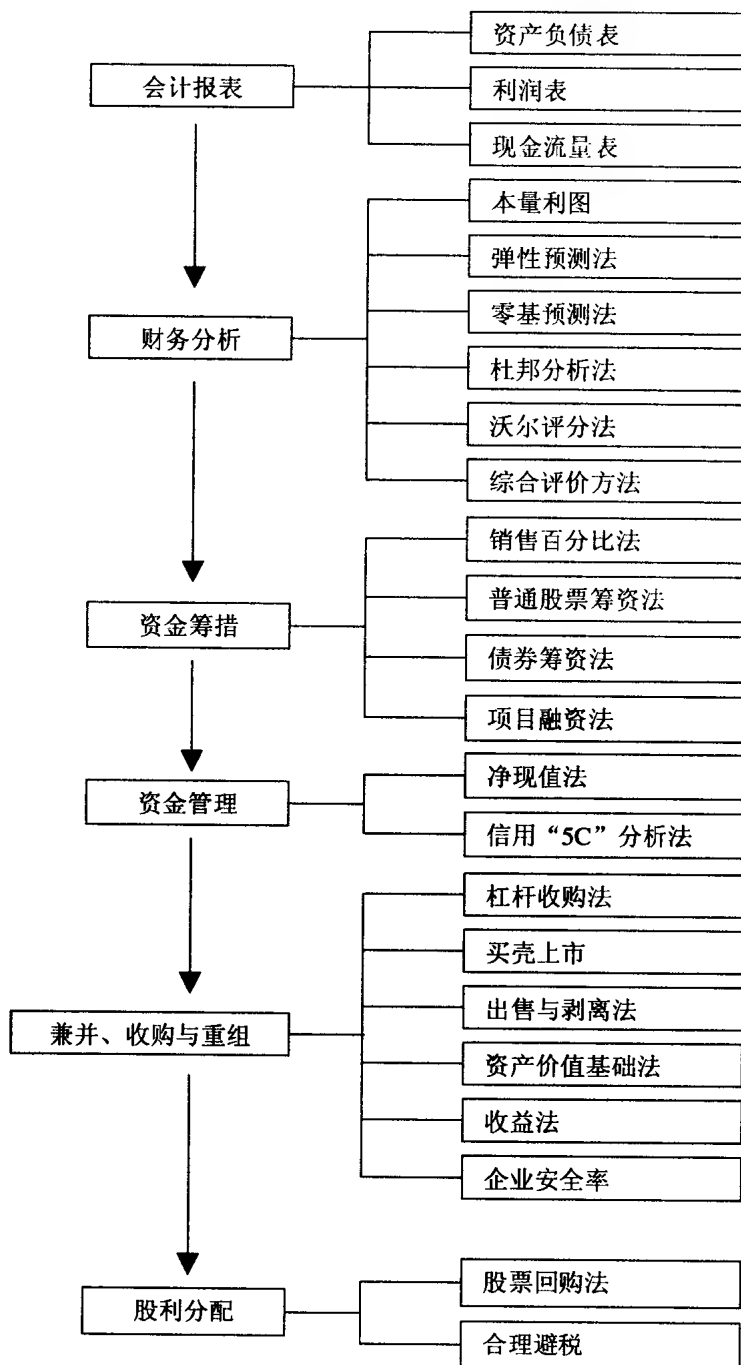 会计报表
资产负债表
利润表
现金流量表
财务分析
本量利图
弹性预测法
零基预测法
杜邦分析法
沃尔评分法
综合评价方法
资金筹措
销售百分比法
普通股票筹资法
债券筹资法
项目融资法
资金管理
净现值法
信用“5C”分析法
兼并、收购与重组
杠杆收购法
买壳上市
出售与剥离法
资产价值基础法
收益法
企业安全率
股利分配
股票回购法
合理避税